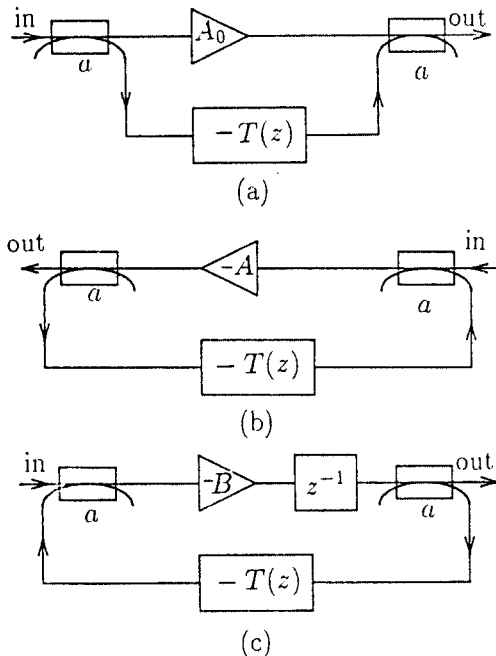 in
out
A₀
a
a
− T(z)
(a)
out
in
-A
a
a
− T(z)
(b)
in
out
-B
z⁻¹
a
a
− T(z)
(c)